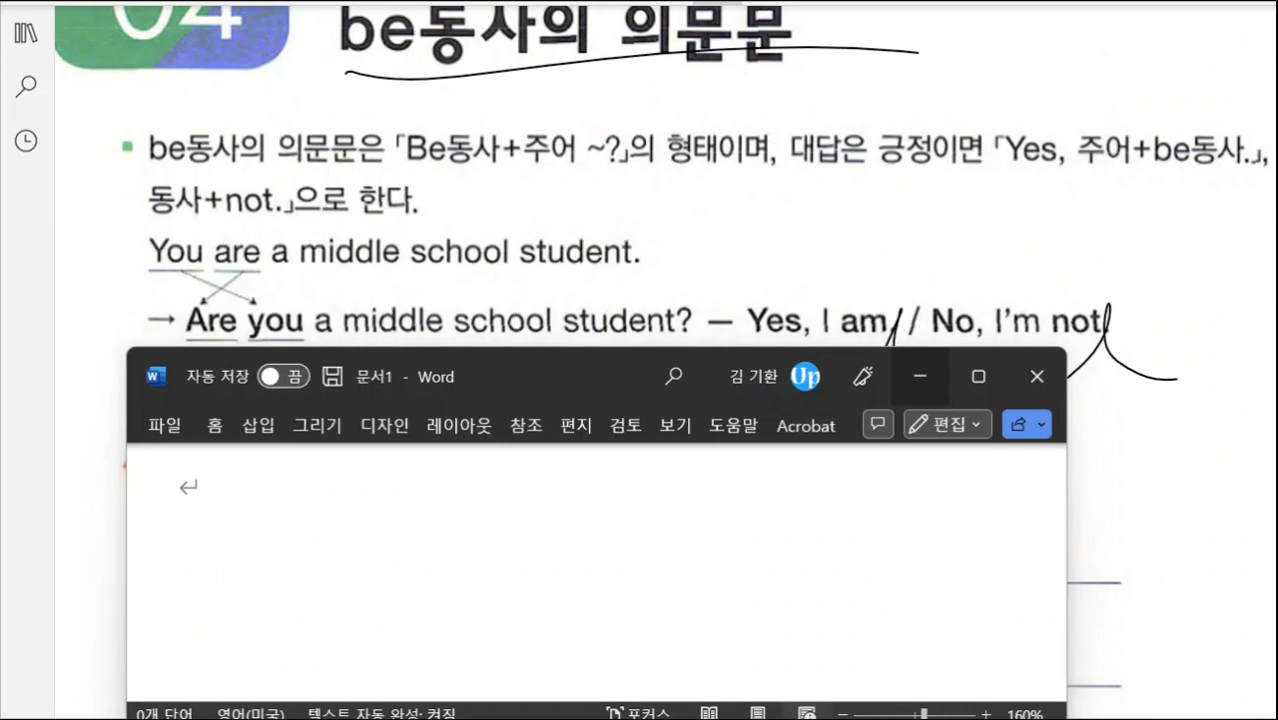 04 be동사의 의문문
be동사의 의문문은 「Be동사+주어 ~?」의 형태이며, 대답은 긍정이면 「Yes, 주어+be동사.」,
동사+not.」으로 한다.
You are a middle school student.
→ Are you a middle school student? — Yes, I am. / No, I'm not.
자동 저장 끔 문서1 - Word 김 기환 Up
파일 홈 삽입 그리기 디자인 레이아웃 참조 편지 검토 보기 도움말 Acrobat 편집
0개 단어 영어(미국) 텍스트 자동 완성: 켜짐 포커스 160%